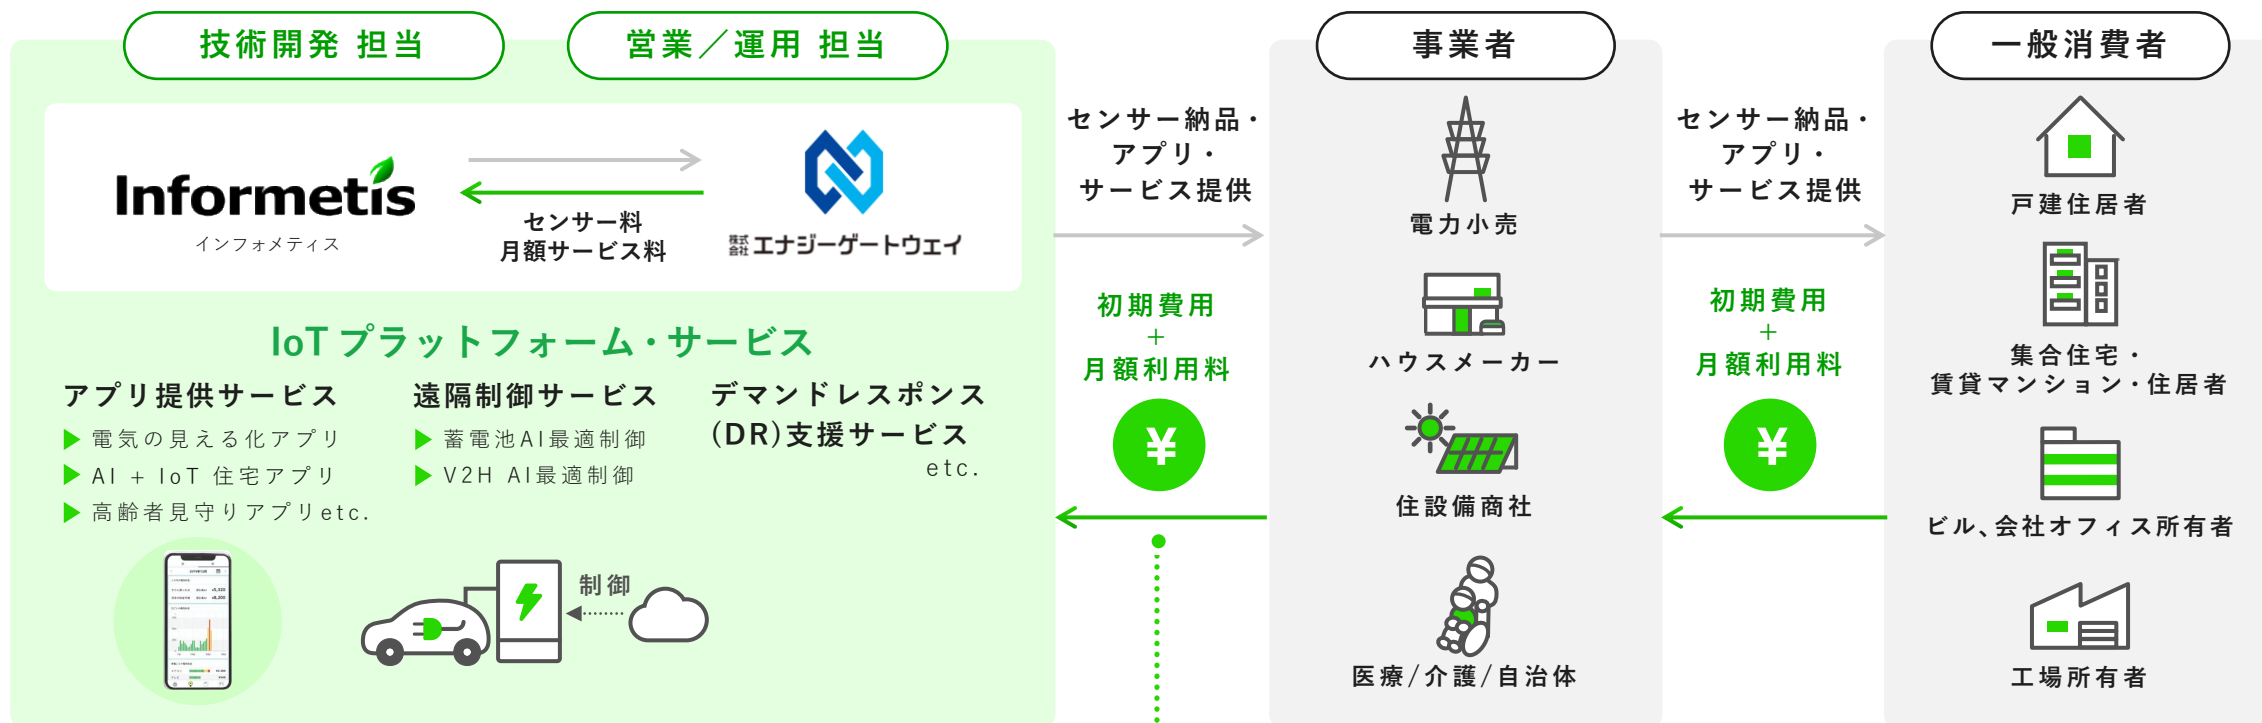 技術開発 担当
営業／運用 担当
事業者
一般消費者
Informetis
インフォメティス
センサー料
月額サービス料
株式会社 エナジーゲートウェイ
IoT プラットフォーム・サービス
アプリ提供サービス
▶ 電気の見える化アプリ
▶ AI + IoT 住宅アプリ
▶ 高齢者見守りアプリetc.
遠隔制御サービス
▶ 蓄電池AI最適制御
▶ V2H AI最適制御
デマンドレスポンス
(DR)支援サービス
etc.
制御
センサー納品・
アプリ・
サービス提供
初期費用
+
月額利用料
¥
電力小売
ハウスメーカー
住設備商社
医療/介護/自治体
センサー納品・
アプリ・
サービス提供
初期費用
+
月額利用料
¥
戸建住居者
集合住宅・
賃貸マンション・住居者
ビル、会社オフィス所有者
工場所有者